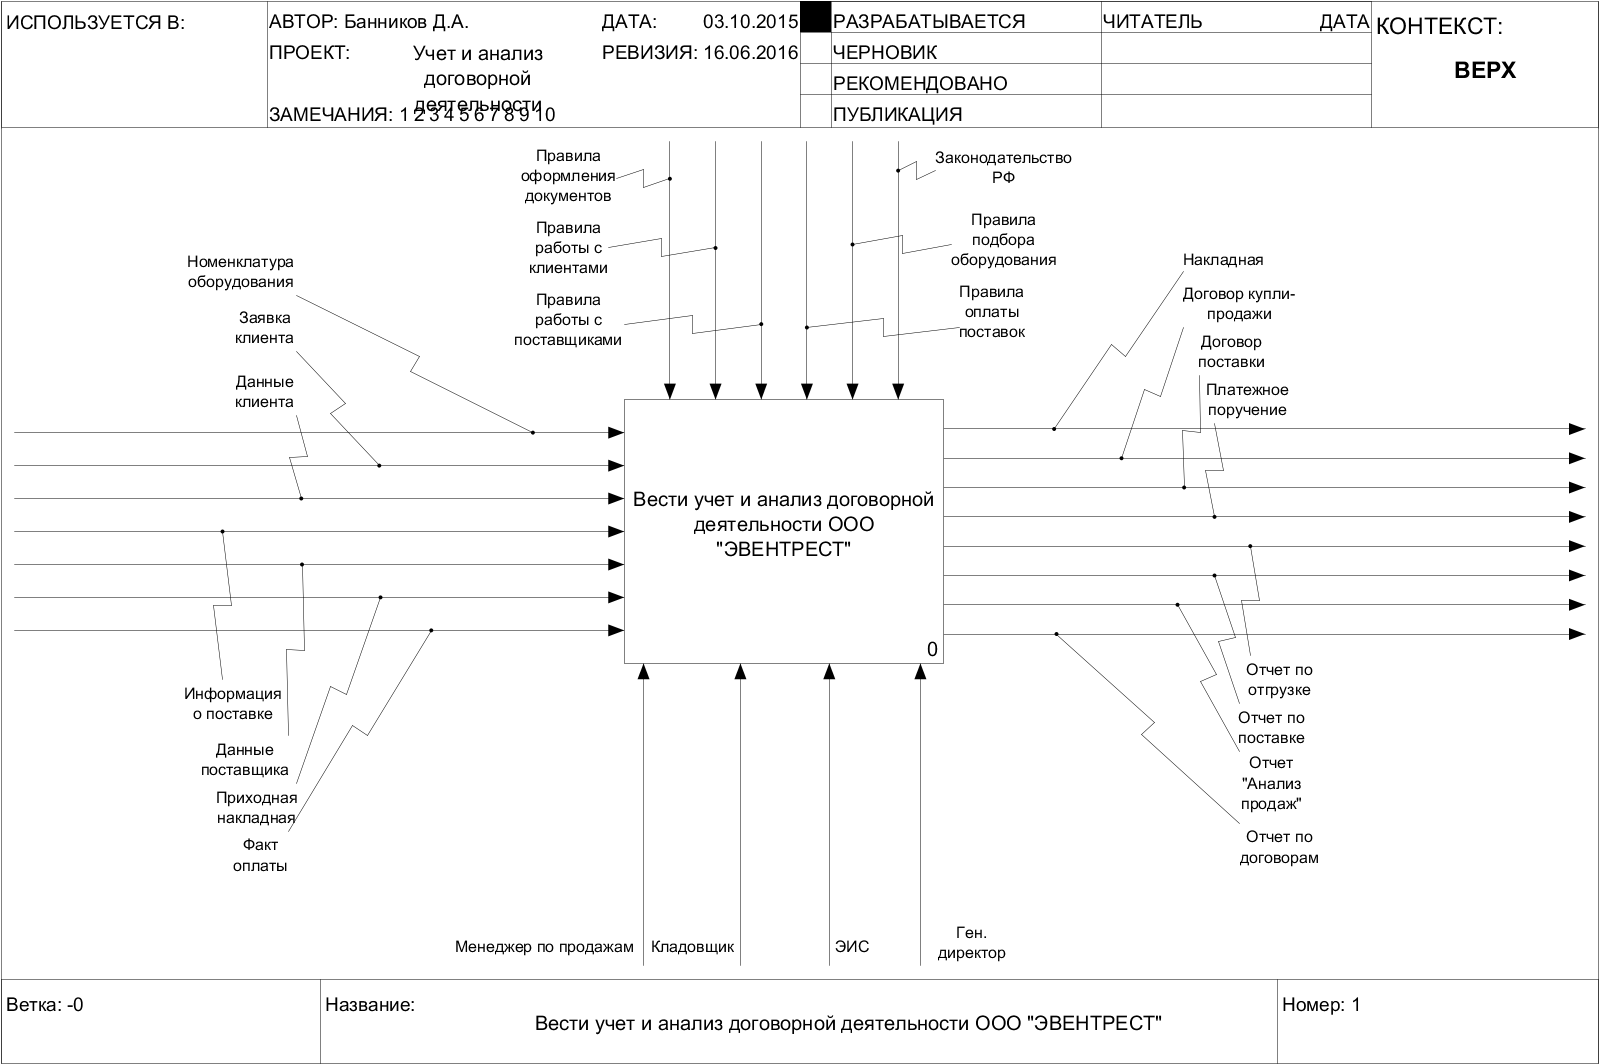 ИСПОЛЬЗУЕТСЯ В:
АВТОР: Банников Д.А.
ДАТА: 03.10.2015
ПРОЕКТ: Учет и анализ
договорной
деятельности
РЕВИЗИЯ: 16.06.2016
ЗАМЕЧАНИЯ: 1 2 3 4 5 6 7 8 9 10
РАЗРАБАТЫВАЕТСЯ
ЧЕРНОВИК
РЕКОМЕНДОВАНО
ПУБЛИКАЦИЯ
ЧИТАТЕЛЬ ДАТА
КОНТЕКСТ:
ВЕРХ
Правила
оформления
документов
Правила
работы с
клиентами
Правила
работы с
поставщиками
Законодательство
РФ
Правила
подбора
оборудования
Правила
оплаты
поставок
Номенклатура
оборудования
Заявка
клиента
Данные
клиента
Информация
о поставке
Данные
поставщика
Приходная
накладная
Факт
оплаты
Вести учет и анализ договорной
деятельности ООО
"ЭВЕНТРЕСТ"
0
Накладная
Договор купли-
продажи
Договор
поставки
Платежное
поручение
Отчет по
отгрузке
Отчет по
поставке
Отчет
"Анализ
продаж"
Отчет по
договорам
Менеджер по продажам
Кладовщик
ЭИС
Ген.
директор
Ветка: -0
Название:
Вести учет и анализ договорной деятельности ООО "ЭВЕНТРЕСТ"
Номер: 1